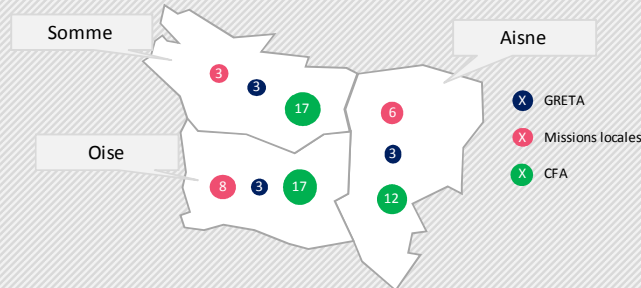 Somme
Aisne
3
3
17
6
X GRETA
X Missions locales
3
X CFA
Oise
8
3
17
12